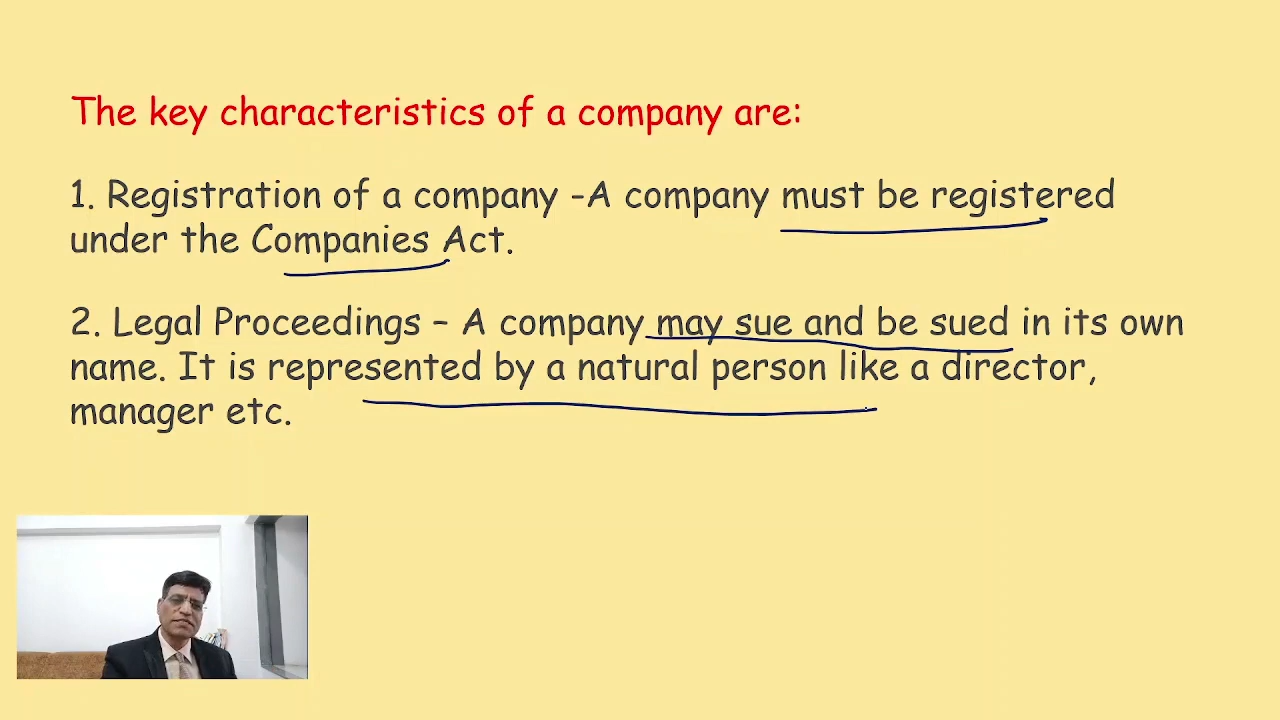 The key characteristics of a company are:
1. Registration of a company -A company must be registered
under the Companies Act.
2. Legal Proceedings – A company may sue and be sued in its own
name. It is represented by a natural person like a director,
manager etc.